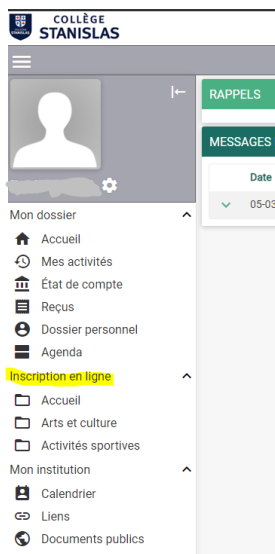 COLLÈGE
STANISLAS
RAPPELS
MESSAGES
Date
05-03
Mon dossier
Accueil
Mes activités
État de compte
Reçus
Dossier personnel
Agenda
Inscription en ligne
Accueil
Arts et culture
Activités sportives
Mon institution
Calendrier
Liens
Documents publics